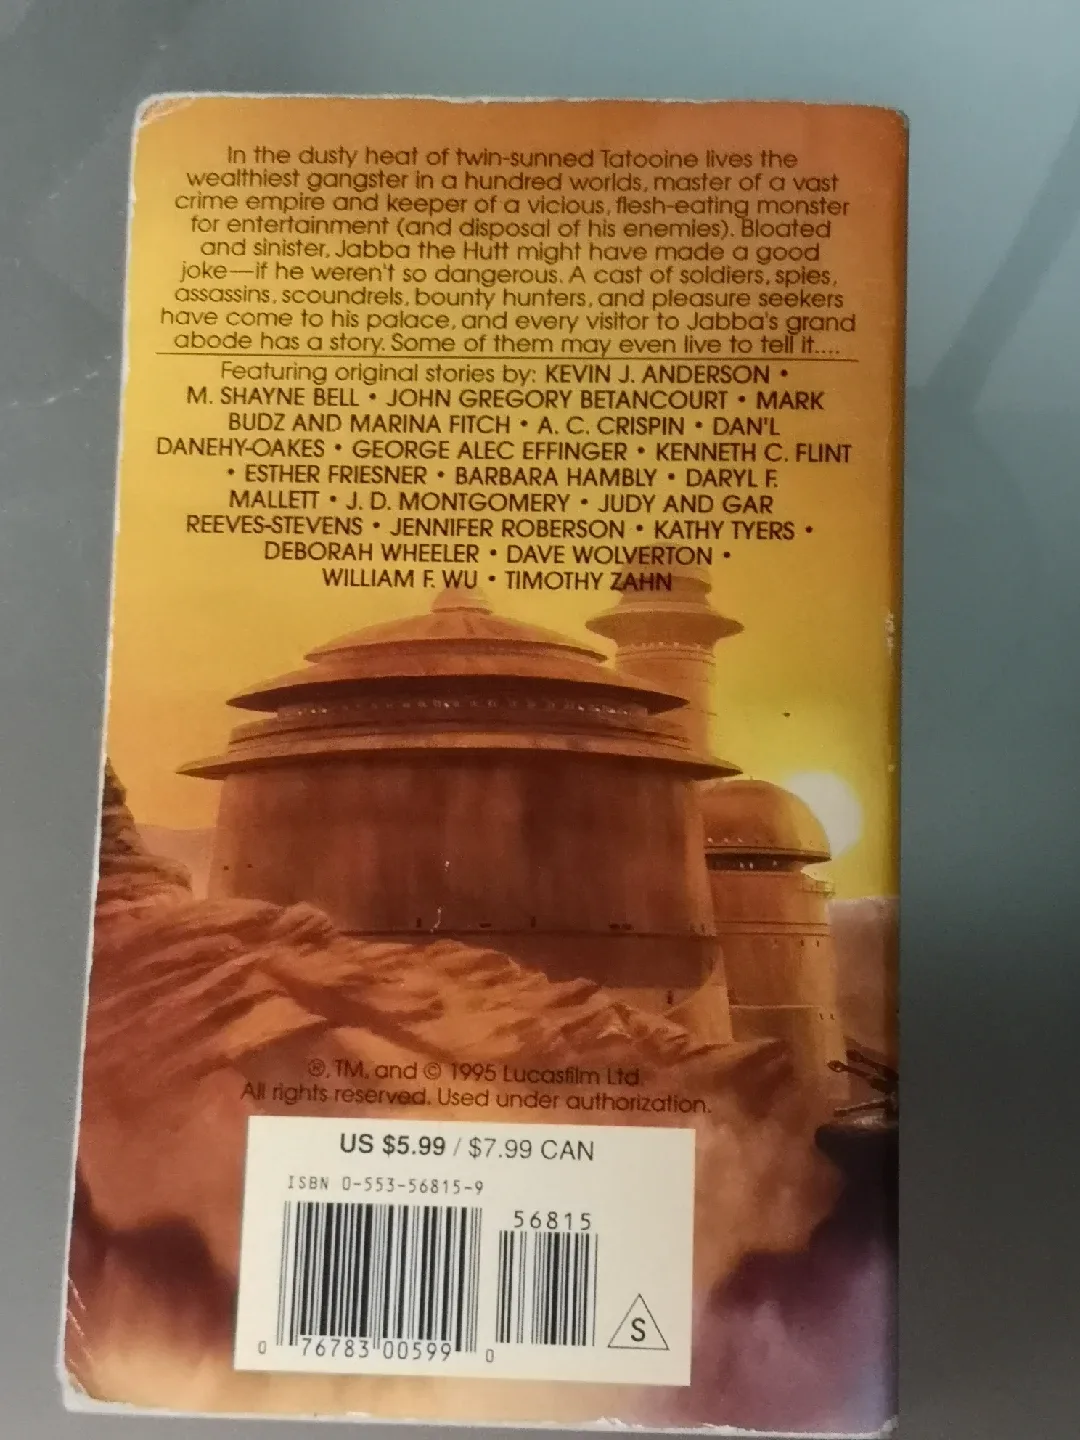 In the dusty heat of twin-sunned Tatooine lives the
wealthiest gangster in a hundred worlds, master of a vast
crime empire and keeper of a vicious, flesh-eating monster
for entertainment (and disposal of his enemies). Bloated
and sinister, Jabba the Hutt might have made a good
joke—if he weren't so dangerous. A cast of soldiers, spies,
assassins, scoundrels, bounty hunters, and pleasure seekers
have come to his palace, and every visitor to Jabba's grand
abode has a story. Some of them may even live to tell it....
Featuring original stories by: KEVIN J. ANDERSON •
M. SHAYNE BELL • JOHN GREGORY BETANCOURT • MARK
BUDZ AND MARINA FITCH • A. C. CRISPIN • DAN'L
DANEHY-OAKES • GEORGE ALEC EFFINGER • KENNETH C. FLINT
• ESTHER FRIESNER • BARBARA HAMBLY • DARYL F.
MALLETT • J. D. MONTGOMERY • JUDY AND GAR
REEVES-STEVENS • JENNIFER ROBERSON • KATHY TYERS •
DEBORAH WHEELER • DAVE WOLVERTON •
WILLIAM F. WU • TIMOTHY ZAHN
®, TM, and © 1995 Lucasfilm Ltd.
All rights reserved. Used under authorization.
US $5.99 / $7.99 CAN
ISBN 0-553-56815-9
56815
0 76783 00599 0
S